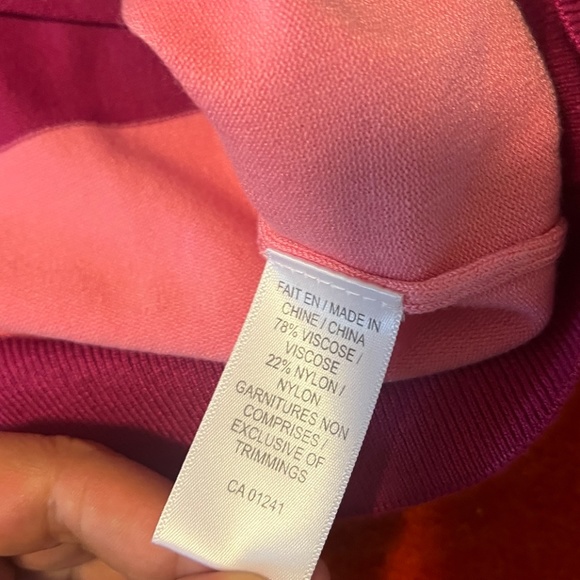 FAIT EN / MADE IN
CHINE / CHINA
78% VISCOSE /
VISCOSE
22% NYLON /
NYLON
GARNITURES NON
COMPRISES /
EXCLUSIVE OF
TRIMMINGS
CA 01241